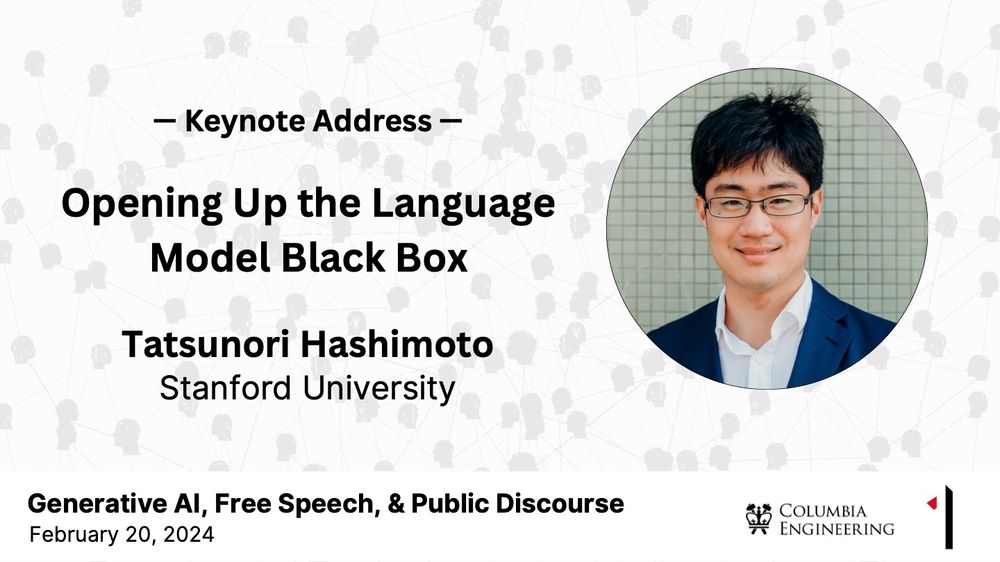 — Keynote Address —
Opening Up the Language
Model Black Box
Tatsunori Hashimoto
Stanford University
Generative AI, Free Speech, & Public Discourse
February 20, 2024
COLUMBIA
ENGINEERING